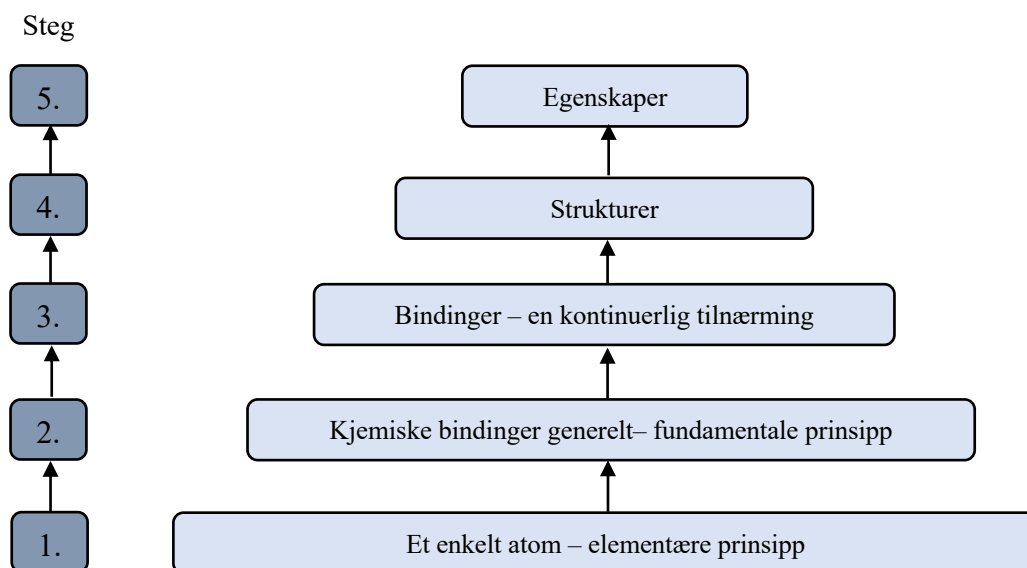 Steg
5.
Egenskaper
4.
Strukturer
3.
Bindinger – en kontinuerlig tilnærming
2.
Kjemiske bindinger generelt– fundamentale prinsipp
1.
Et enkelt atom – elementære prinsipp